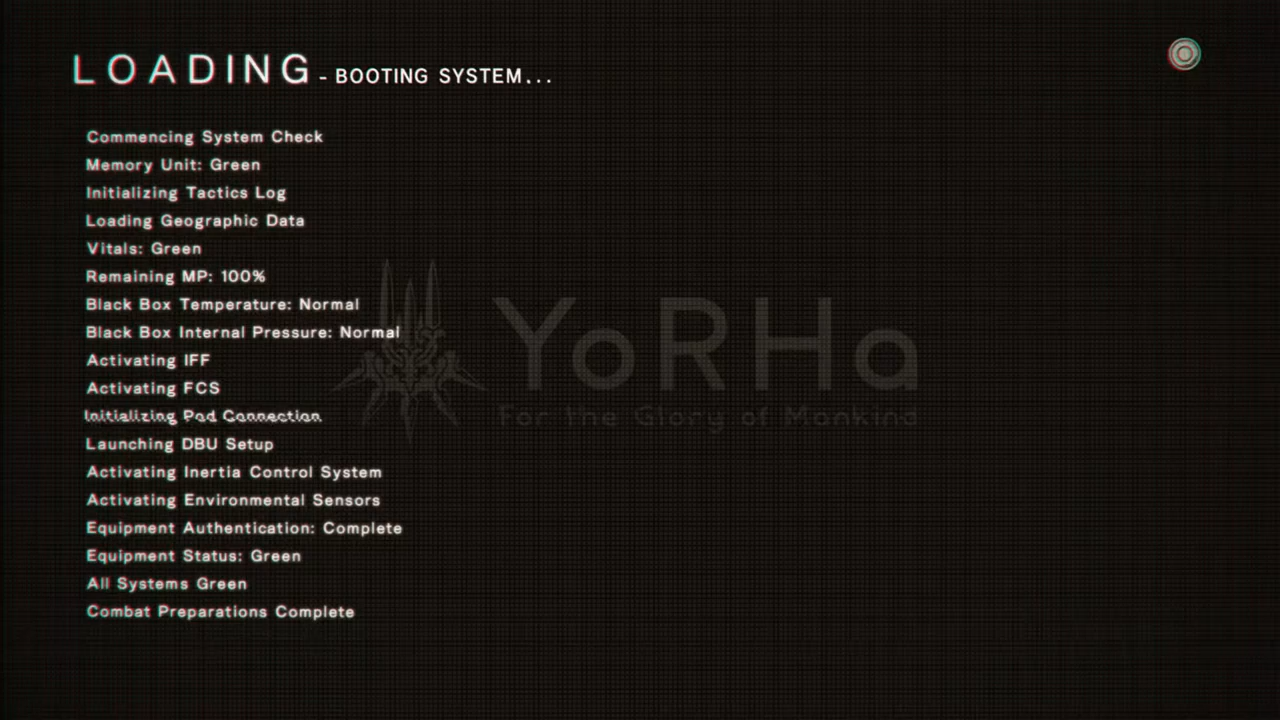 LOADING - BOOTING SYSTEM...
Commencing System Check
Memory Unit: Green
Initializing Tactics Log
Loading Geographic Data
Vitals: Green
Remaining MP: 100%
Black Box Temperature: Normal
Black Box Internal Pressure: Normal
Activating IFF
Activating FCS
Initializing Pod Connection
Launching DBU Setup
Activating Inertia Control System
Activating Environmental Sensors
Equipment Authentication: Complete
Equipment Status: Green
All Systems Green
Combat Preparations Complete
YoRHa
For the Glory of Mankind